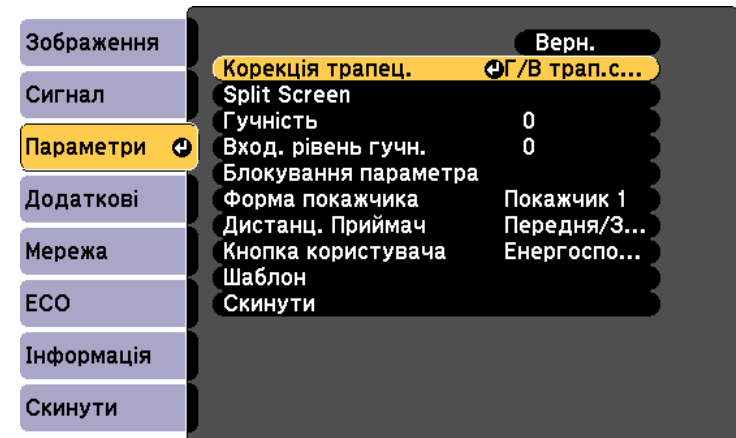 Зображення
Сигнал
Параметри
Додаткові
Мережа
ECO
Інформація
Скинути
Верн.
Корекція трапец. Г/В трап.с...
Split Screen
Гучність 0
Вход. рівень гучн. 0
Блокування параметра
Форма покажчика Покажчик 1
Дистанц. Приймач Передня/З...
Кнопка користувача Енергоспо...
Шаблон
Скинути